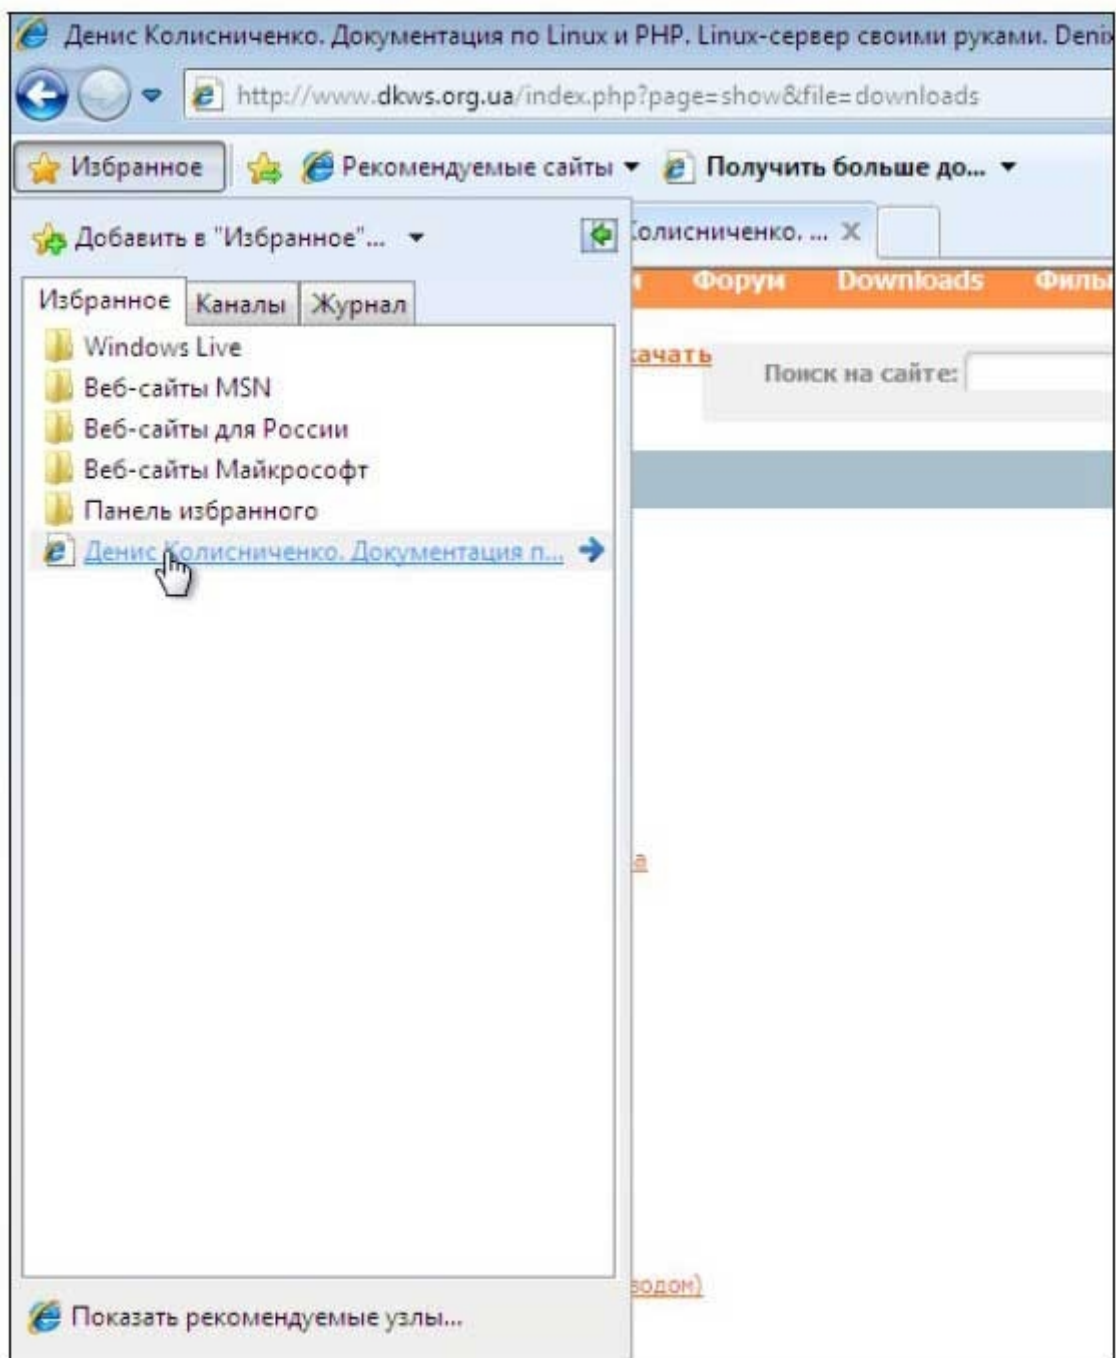 Денис Колисниченко. Документация по Linux и PHP. Linux-сервер своими руками. Denix
http://www.dkws.org.ua/index.php?page=show&file=downloads
Избранное Рекомендуемые сайты Получить больше до...
Добавить в "Избранное"... Колисниченко. ... X
Форум Downloads Филь
Избранное Каналы Журнал
Windows Live
качать
Поиск на сайте:
Веб-сайты MSN
Веб-сайты для России
Веб-сайты Майкрософт
Панель избранного
Денис Колисниченко. Документация п...
а
водом)
Показать рекомендуемые узлы...